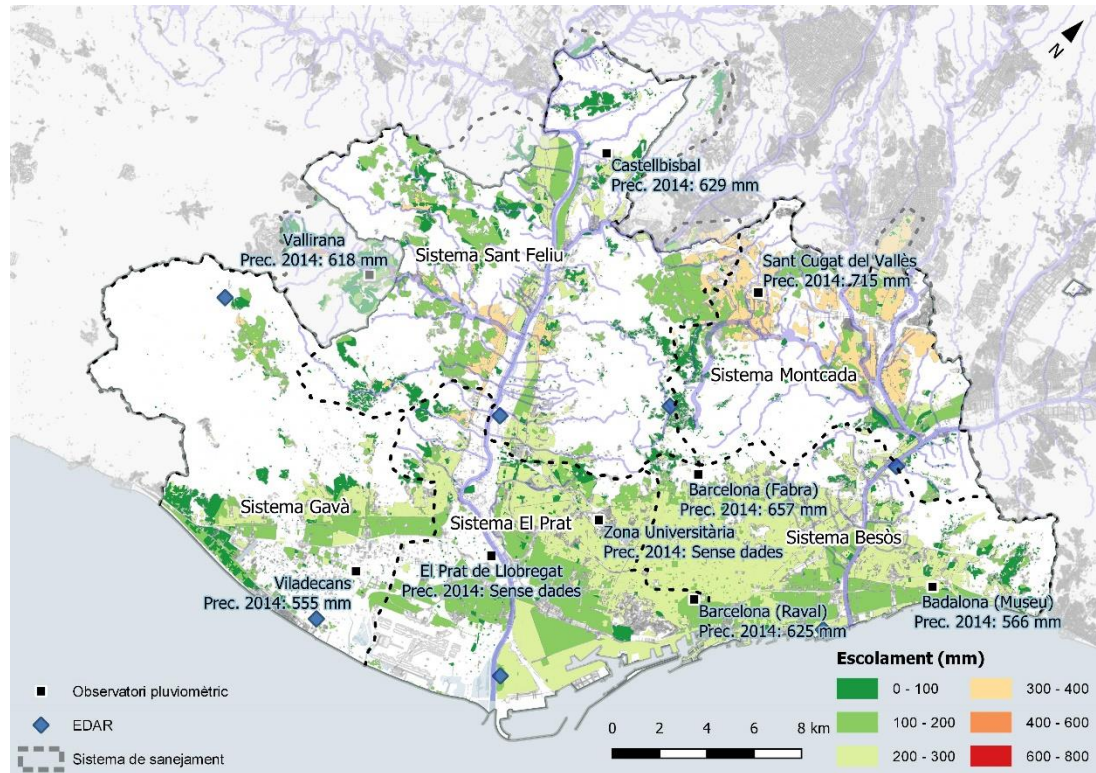 N
Castellbisbal
Prec. 2014: 629 mm
Vallirana
Prec. 2014: 618 mm
Sistema Sant Feliu
Sant Cugat del Vallès
Prec. 2014: 715 mm
Sistema Montcada
Barcelona (Fabra)
Prec. 2014: 657 mm
Sistema Gavà
Sistema El Prat
Zona Universitària
Prec. 2014: Sense dades
Sistema Besòs
El Prat de Llobregat
Prec. 2014: Sense dades
Viladecans
Prec. 2014: 555 mm
Barcelona (Raval)
Prec. 2014: 625 mm
Badalona (Museu)
Prec. 2014: 566 mm
Observatori pluviomètric
EDAR
Sistema de sanejament
0 2 4 6 8 km
Escolament (mm)
0 - 100
100 - 200
200 - 300
300 - 400
400 - 600
600 - 800